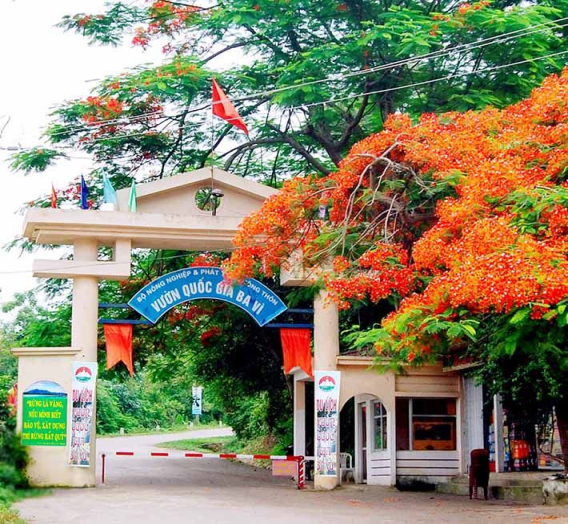 BỘ NÔNG NGHIỆP & PHÁT TRIỂN NÔNG THÔN
VƯỜN QUỐC GIA BA VÌ
"RỪNG LÀ VÀNG,
NẾU MÌNH BIẾT
BẢO VỆ, XÂY DỰNG
THÌ RỪNG RẤT QUÝ"